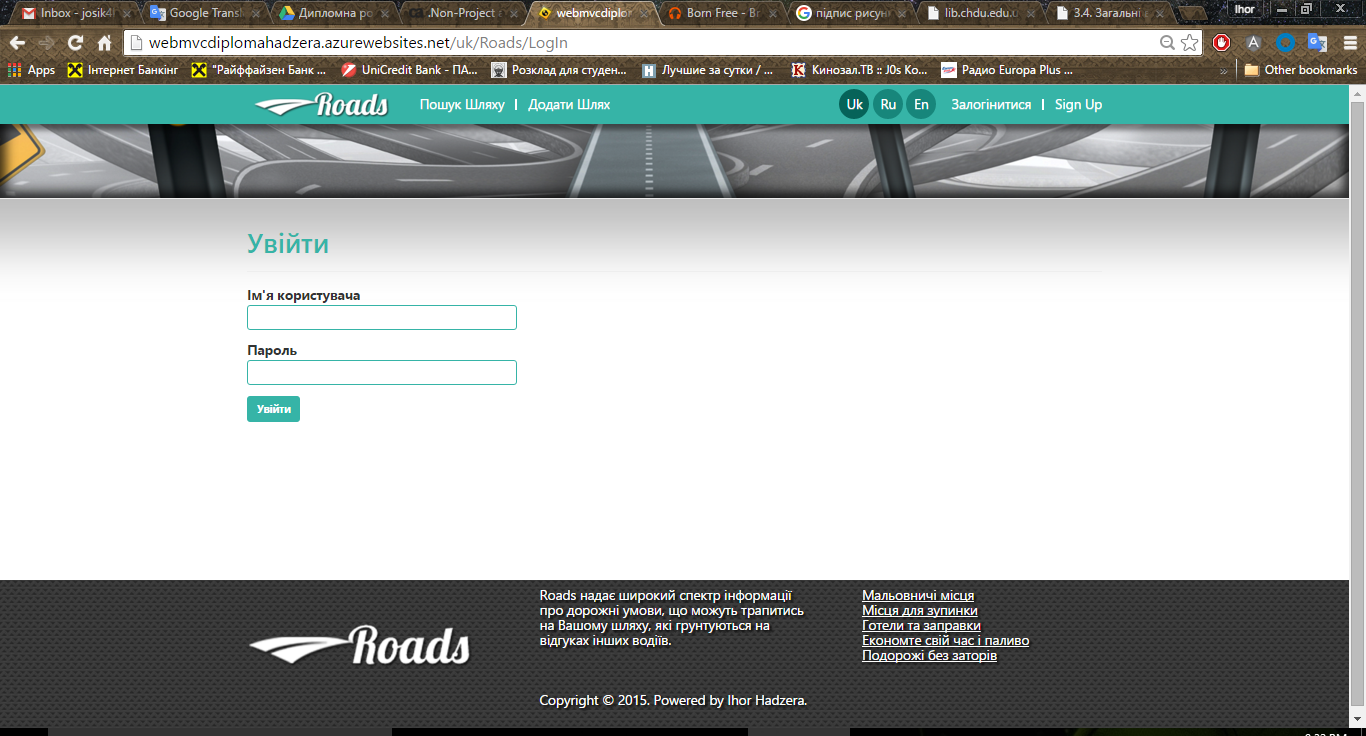 Inbox - josik4
Google Transl
Дипломна ро
.Non-Project a
webmvcdiplo
Born Free - B
підпис рисун
lib.chdu.edu.u
3.4. Загальні
Ihor
webmvcdiplomahadzera.azurewebsites.net/uk/Roads/LogIn
Apps
Інтернет Банкінг
"Райффайзен Банк ...
UniCredit Bank - ПА...
Розклад для студен...
Лучшие за сутки / ...
Кинозал.ТВ :: J0s Ko...
Радио Europa Plus ...
Other bookmarks
Roads
Пошук Шляху | Додати Шлях
Uk Ru En
Залогінитися | Sign Up
Увійти
Ім'я користувача
Пароль
Увійти
Roads
Roads надає широкий спектр інформації
про дорожні умови, що можуть трапитись
на Вашому шляху, які грунтуються на
відгуках інших водіїв.
Мальовничі місця
Місця для зупинки
Готелі та заправки
Економте свій час і паливо
Подорожі без заторів
Copyright © 2015. Powered by Ihor Hadzera.